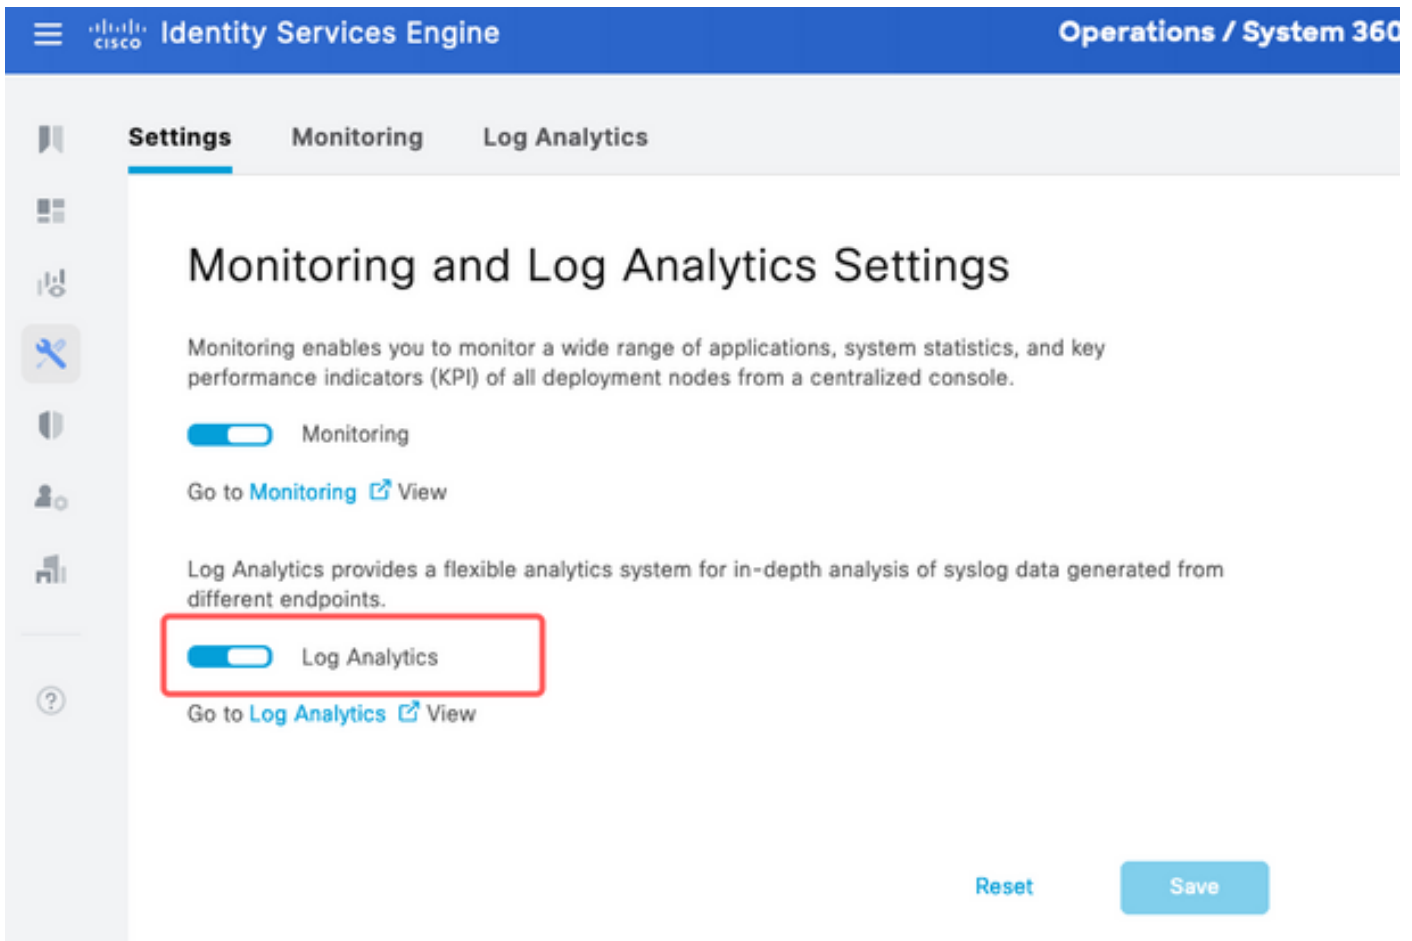 cisco Identity Services Engine
Operations / System 360
Settings Monitoring Log Analytics
Monitoring and Log Analytics Settings
Monitoring enables you to monitor a wide range of applications, system statistics, and key
performance indicators (KPI) of all deployment nodes from a centralized console.
Monitoring
Go to Monitoring View
Log Analytics provides a flexible analytics system for in-depth analysis of syslog data generated from
different endpoints.
Log Analytics
Go to Log Analytics View
Reset Save
?